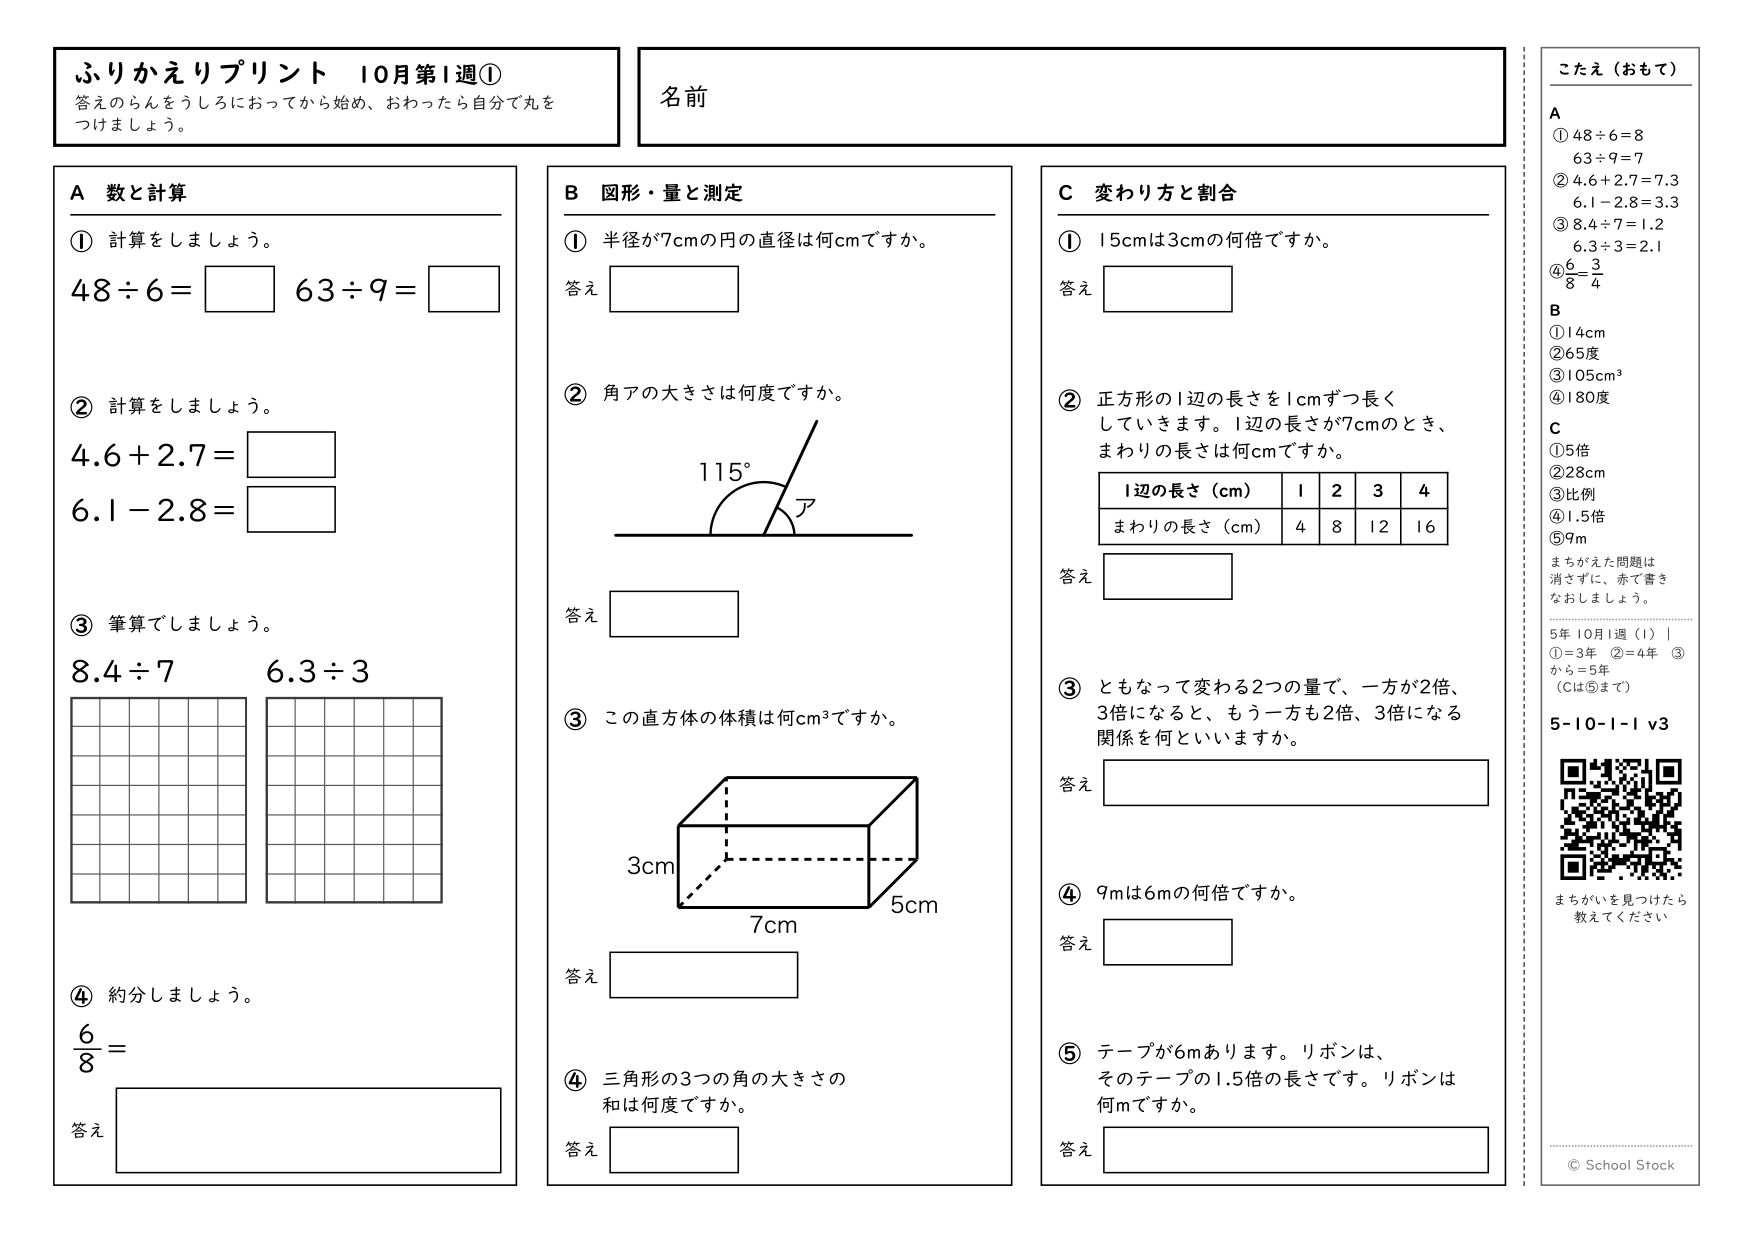 ふりかえりプリント　10月第1週①
答えのらんをうしろにおってから始め、おわったら自分で丸を
つけましょう。
名前
A　数と計算
① 計算をしましょう。
48÷6＝ 63÷9＝
② 計算をしましょう。
4.6＋2.7＝
6.1－2.8＝
③ 筆算でしましょう。
8.4÷7 6.3÷3
④ 約分しましょう。
6/8＝
答え
B　図形・量と測定
① 半径が7cmの円の直径は何cmですか。
答え
② 角アの大きさは何度ですか。
115°
ア
答え
③ この直方体の体積は何cm³ですか。
3cm
5cm
7cm
答え
④ 三角形の3つの角の大きさの
和は何度ですか。
答え
C　変わり方と割合
① 15cmは3cmの何倍ですか。
答え
② 正方形の1辺の長さを1cmずつ長く
していきます。1辺の長さが7cmのとき、
まわりの長さは何cmですか。
1辺の長さ（cm） 1 2 3 4
まわりの長さ（cm） 4 8 12 16
答え
③ ともなって変わる2つの量で、一方が2倍、
3倍になると、もう一方も2倍、3倍になる
関係を何といいますか。
答え
④ 9mは6mの何倍ですか。
答え
⑤ テープが6mあります。リボンは、
そのテープの1.5倍の長さです。リボンは
何mですか。
答え
こたえ（おもて）
A
① 48÷6＝8
63÷9＝7
② 4.6＋2.7＝7.3
6.1－2.8＝3.3
③ 8.4÷7＝1.2
6.3÷3＝2.1
④6/8＝3/4
B
①14cm
②65度
③105cm³
④180度
C
①5倍
②28cm
③比例
④1.5倍
⑤9m
まちがえた問題は
消さずに、赤で書き
なおしましょう。
5年 10月1週（1）｜
①＝3年　②＝4年　③
から＝5年
（Cは⑤まで）
5-10-1-1 v3
まちがいを見つけたら
教えてください
© School Stock